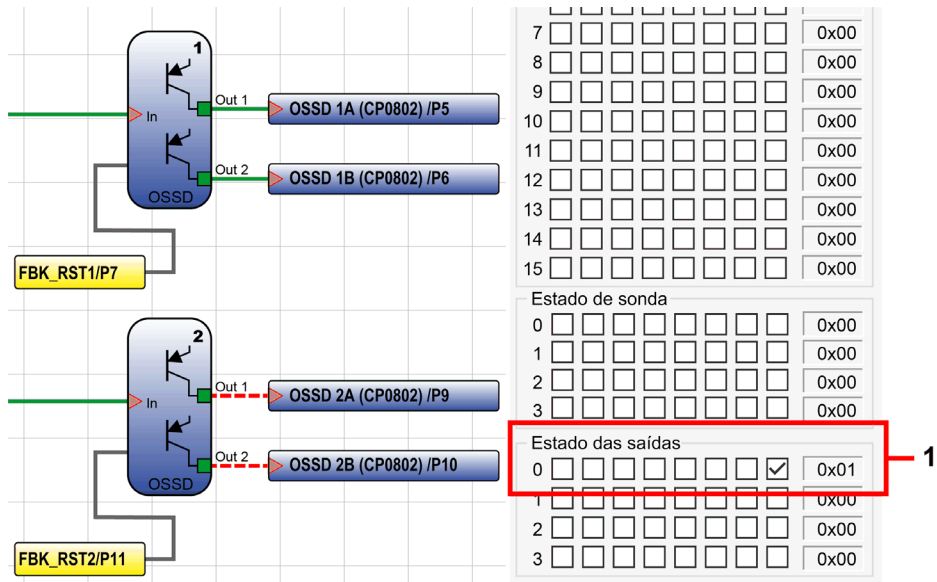 1
Out 1
In
OSSD 1A (CP0802) /P5
Out 2
OSSD 1B (CP0802) /P6
OSSD
FBK_RST1/P7
2
Out 1
In
OSSD 2A (CP0802) /P9
Out 2
OSSD 2B (CP0802) /P10
OSSD
FBK_RST2/P11
7 0x00
8 0x00
9 0x00
10 0x00
11 0x00
12 0x00
13 0x00
14 0x00
15 0x00
Estado de sonda
0 0x00
1 0x00
2 0x00
3 0x00
Estado das saídas
0 0x01
1 0x00
2 0x00
3 0x00
1